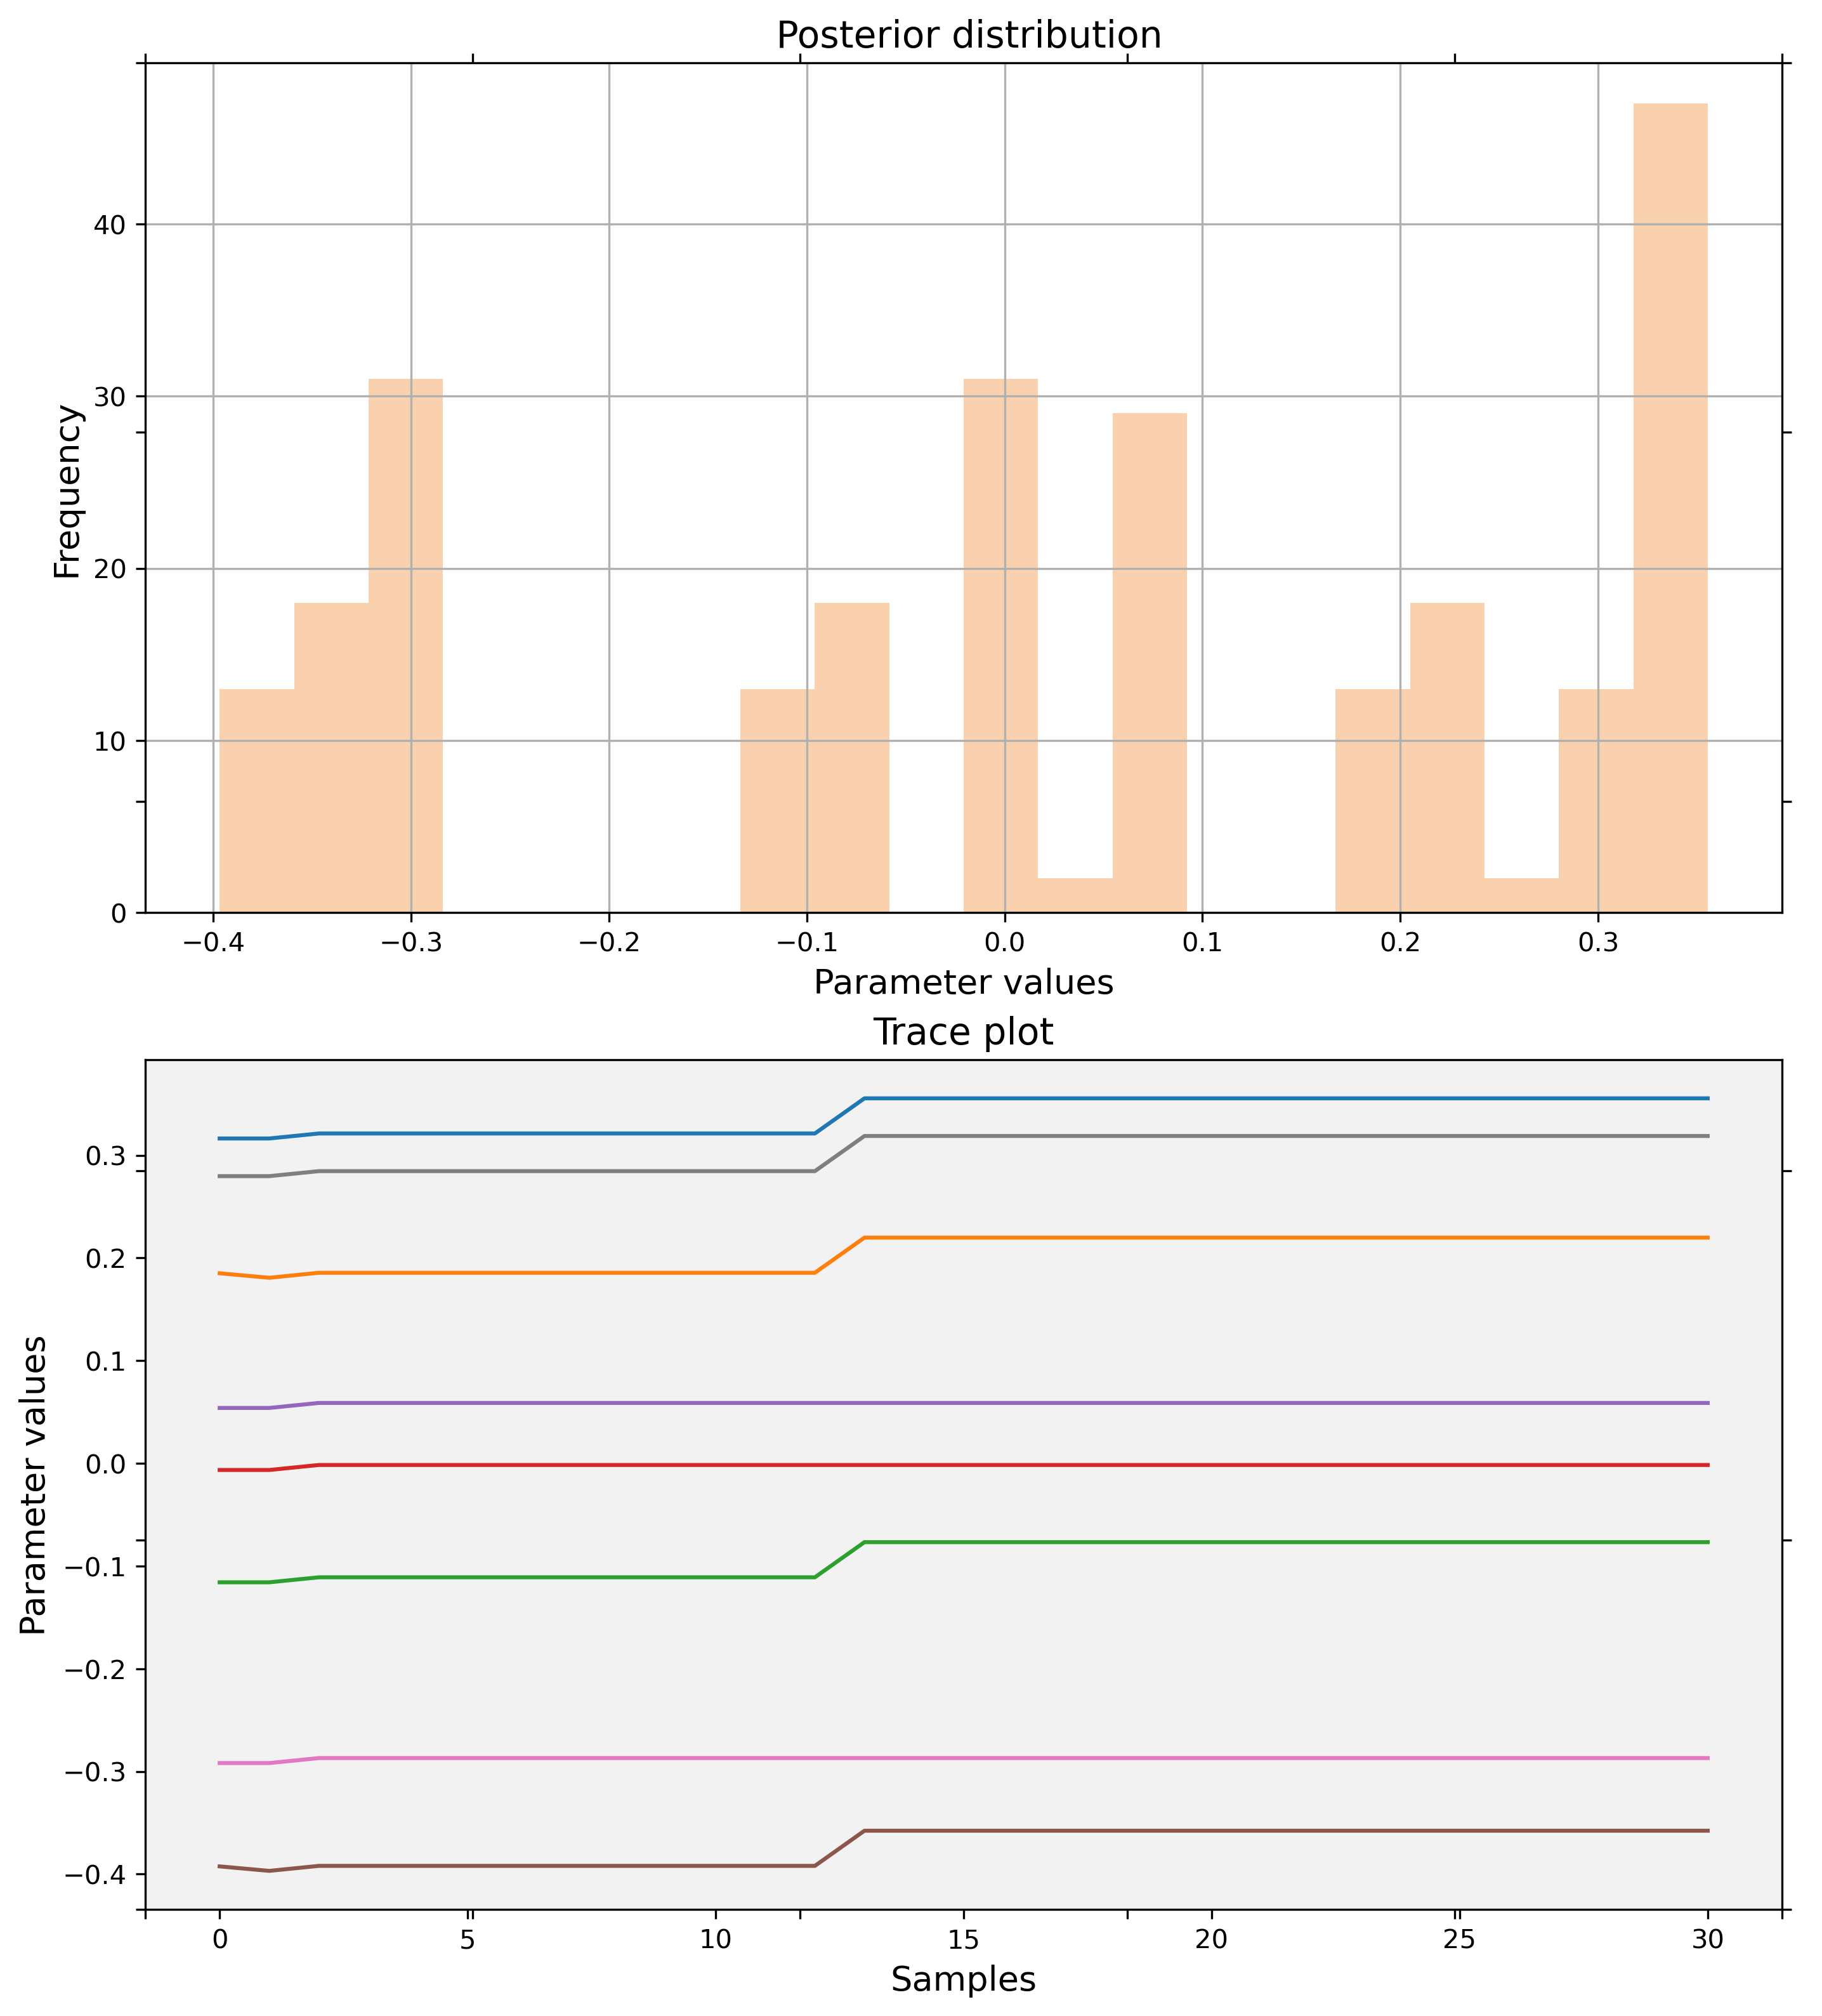 Posterior distribution
Frequency
40
30
20
10
0
−0.4 −0.3 −0.2 −0.1 0.0 0.1 0.2 0.3
Parameter values
Trace plot
Parameter values
0.3
0.2
0.1
0.0
−0.1
−0.2
−0.3
−0.4
0 5 10 15 20 25 30
Samples